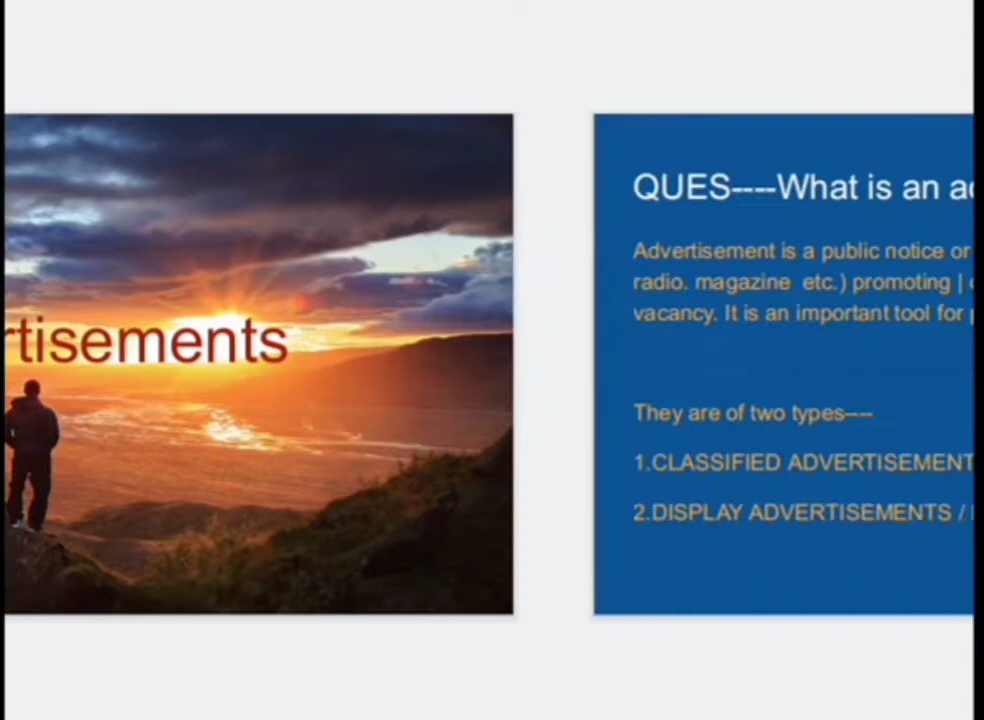 rtisements
QUES----What is an a
Advertisement is a public notice or
radio. magazine etc.) promoting |
vacancy. It is an important tool for
They are of two types----
1.CLASSIFIED ADVERTISEMENT
2.DISPLAY ADVERTISEMENTS /